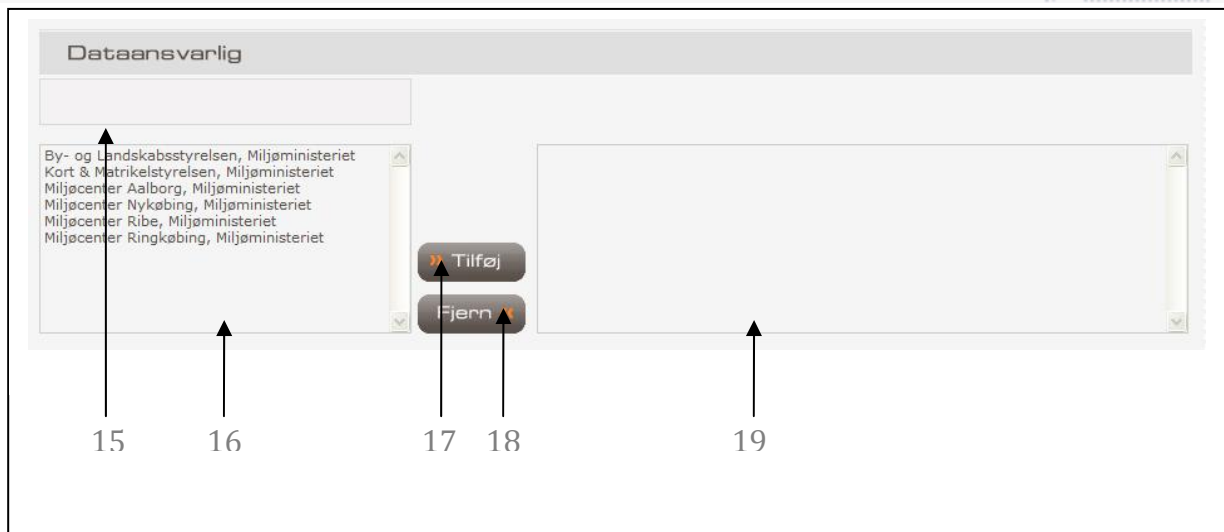 Dataansvarlig
By- og Landskabsstyrelsen, Miljøministeriet
Kort & Matrikelstyrelsen, Miljøministeriet
Miljøcenter Aalborg, Miljøministeriet
Miljøcenter Nykøbing, Miljøministeriet
Miljøcenter Ribe, Miljøministeriet
Miljøcenter Ringkøbing, Miljøministeriet
» Tilføj
Fjern «
15 16 17 18 19